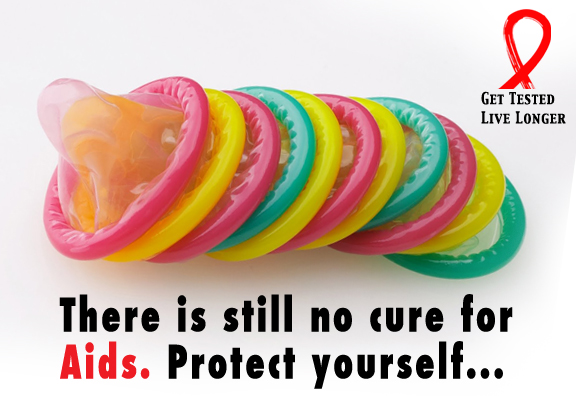 Get Tested
Live Longer
There is still no cure for
Aids. Protect yourself...